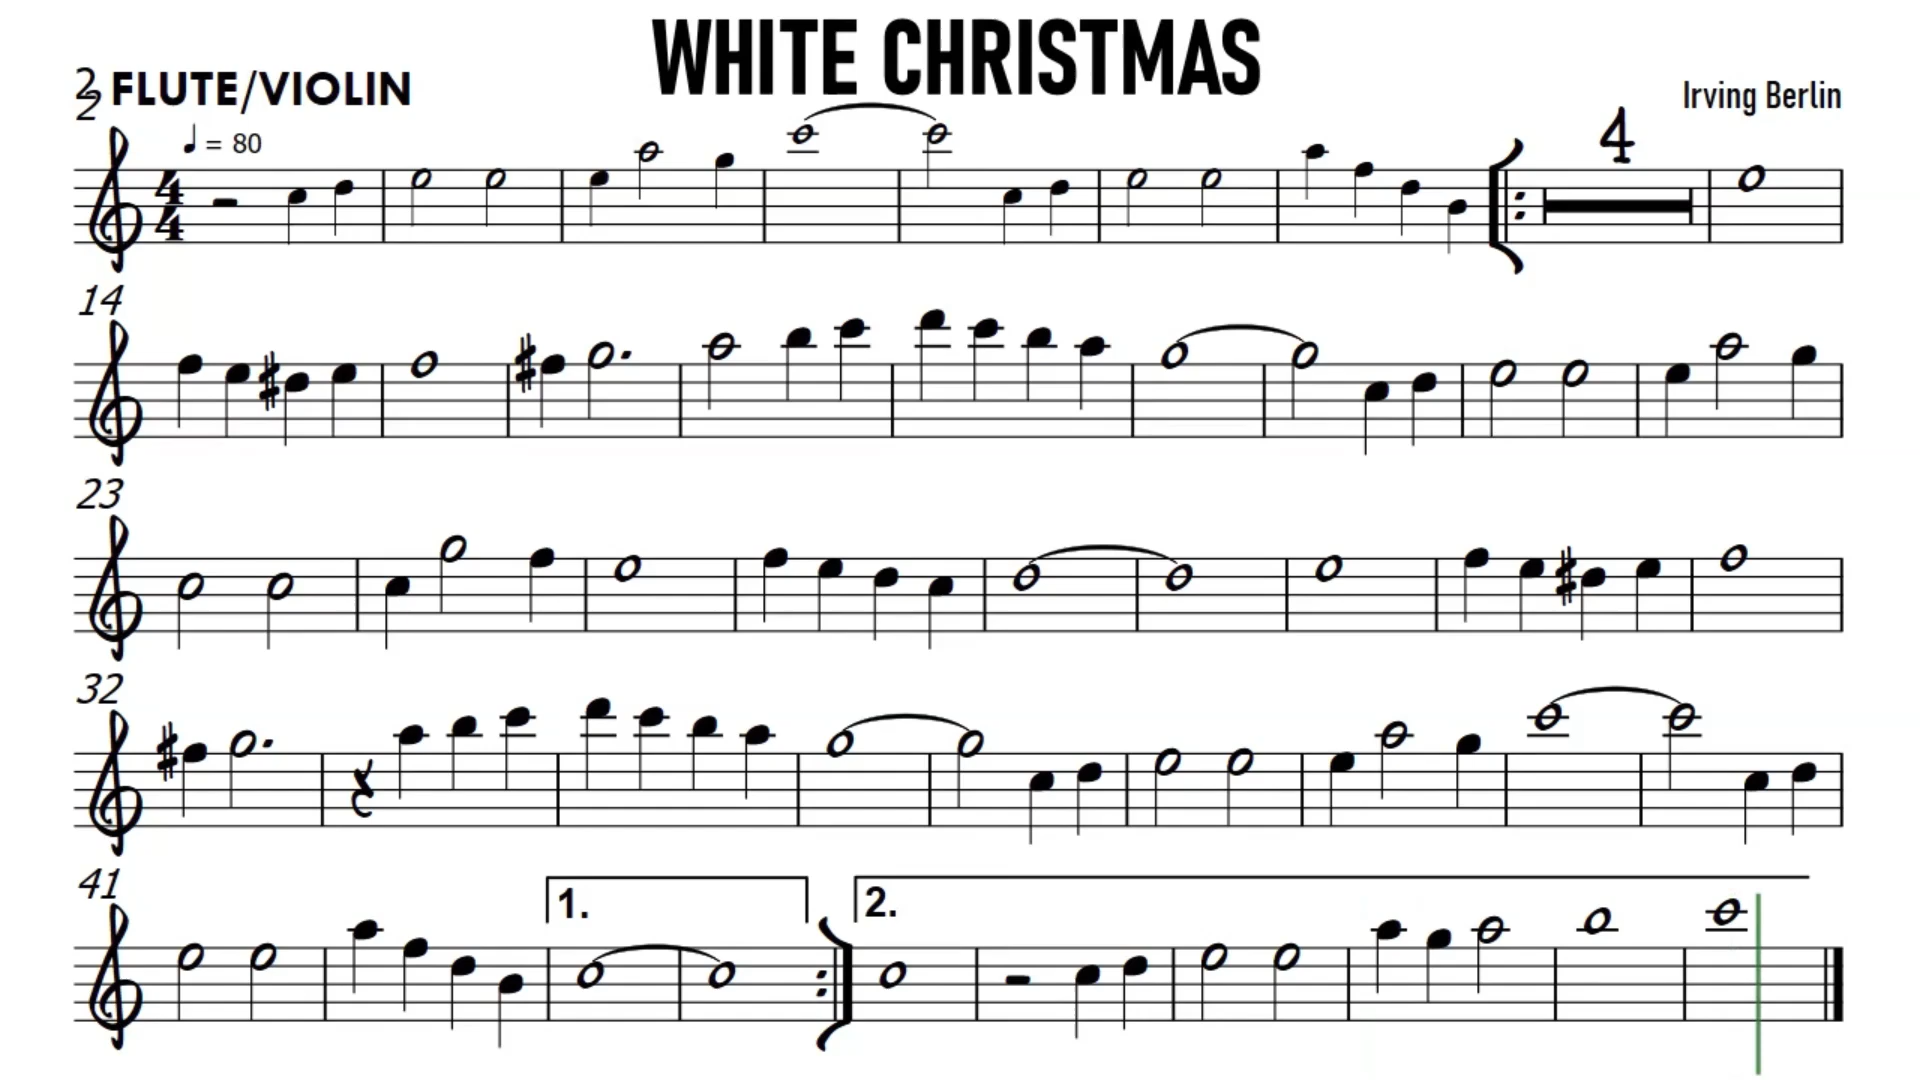 WHITE CHRISTMAS
2 FLUTE/VIOLIN
2
Irving Berlin
♩ = 80
4
4
4
14
23
32
41
1.
2.